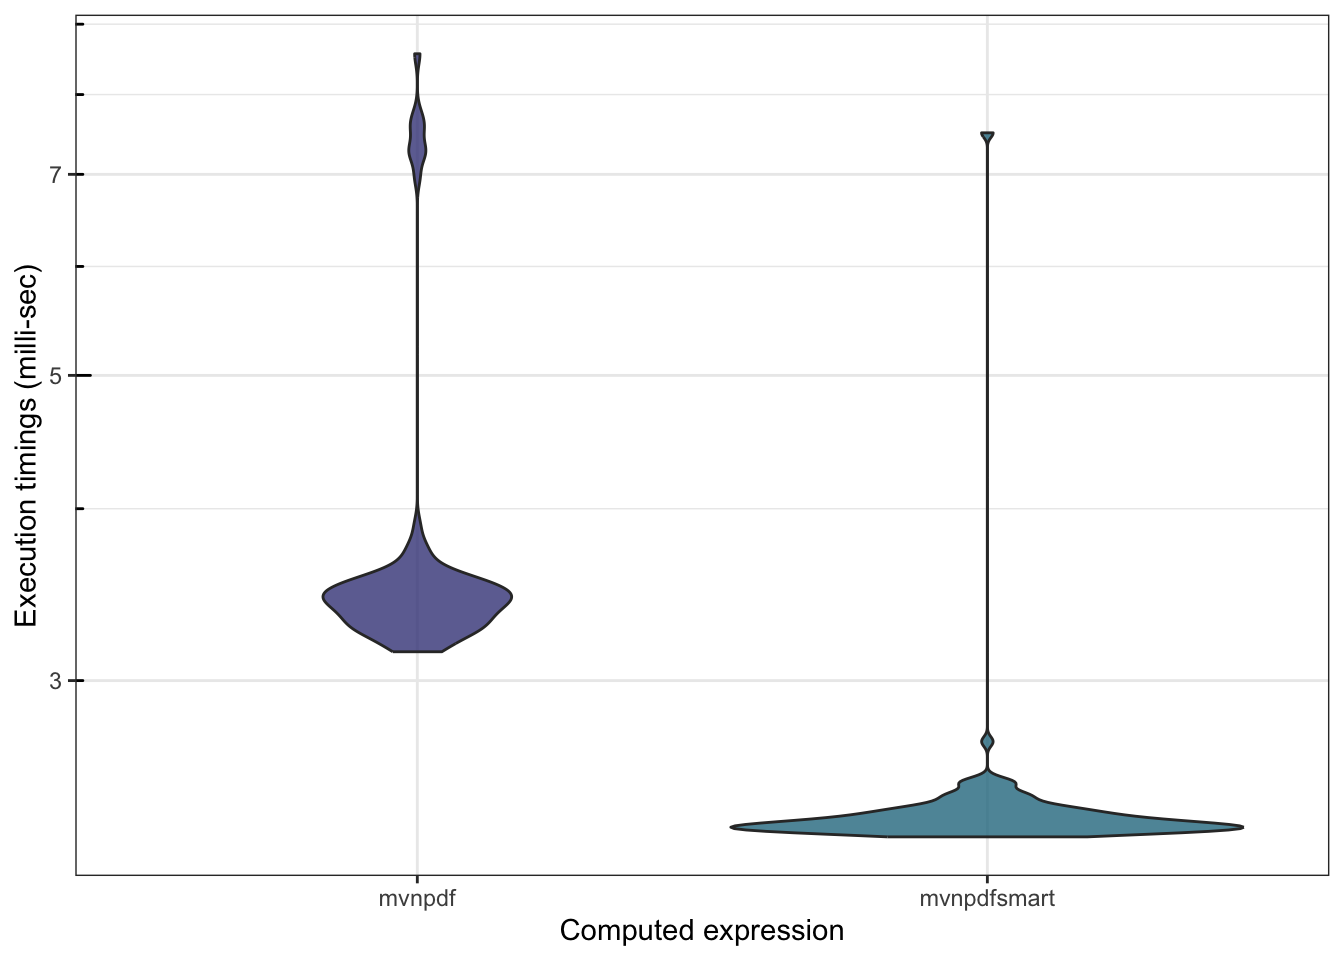 Execution timings (milli-sec)
7
5
3
mvnpdf
mvnpdfsmart
Computed expression